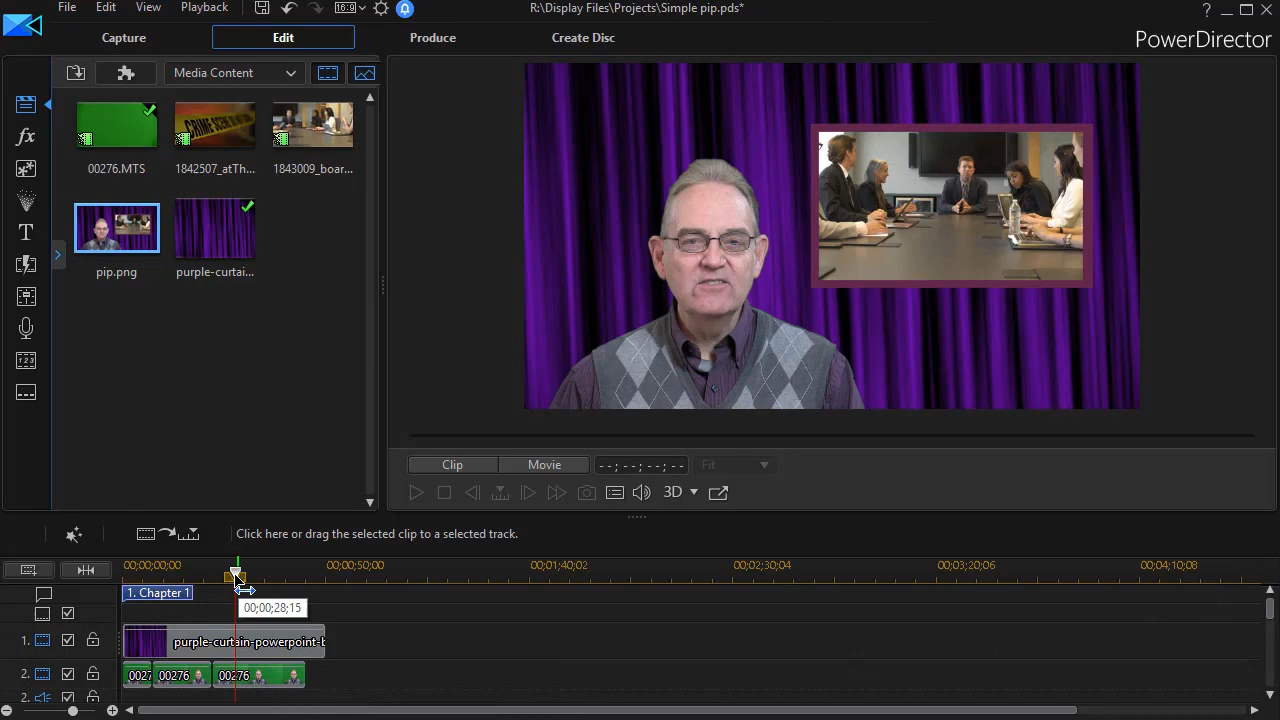 File Edit View Playback 16:9 R:\Display Files\Projects\Simple pip.pds* ?
Capture Edit Produce Create Disc PowerDirector
Media Content
CRIME SCENE
00276.MTS 1842507_atTh... 1843009_boar...
pip.png purple-curtai...
fx
T
Clip Movie --;--;--;-- Fit
3D
Click here or drag the selected clip to a selected track.
00;00;00;00 00;00;50;00 00;01;40;02 00;02;30;04 00;03;20;06 00;04;10;08
1. Chapter 1
00;00;28;15
1. purple-curtain-powerpoint-b
2. 0027 00276 00276
2.